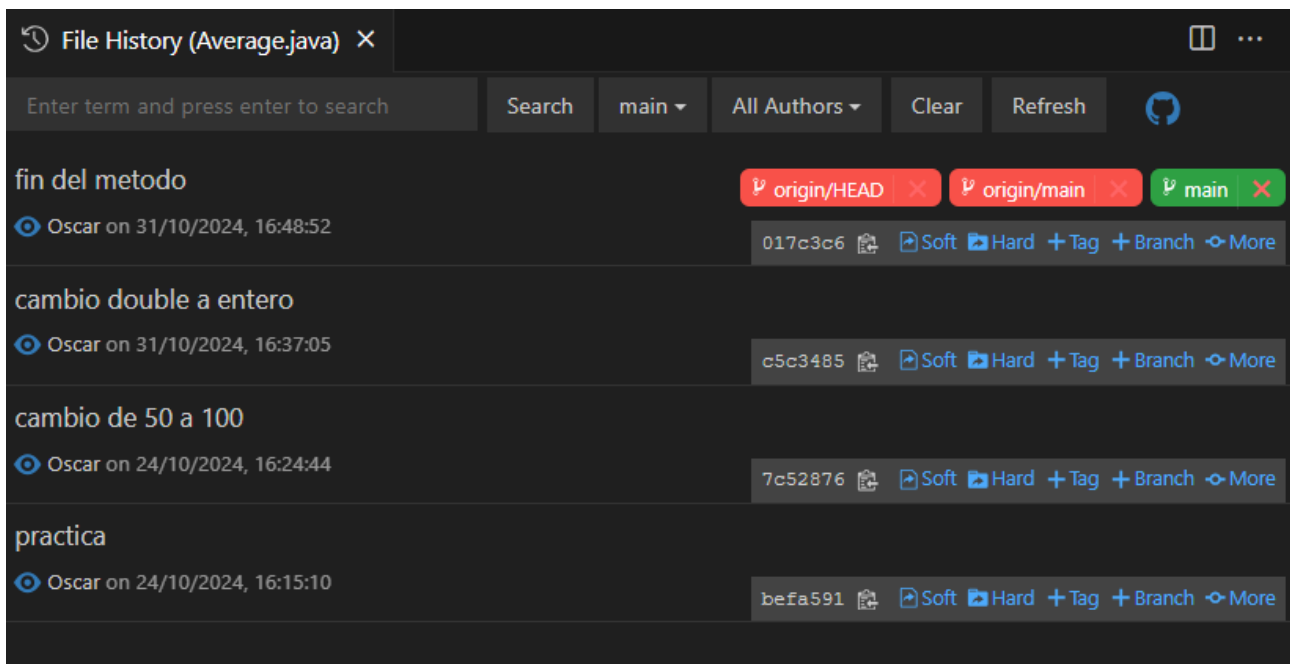 File History (Average.java)
Enter term and press enter to search Search main All Authors Clear Refresh
fin del metodo
origin/HEAD origin/main main
Oscar on 31/10/2024, 16:48:52
017c3c6 Soft Hard +Tag +Branch More
cambio double a entero
Oscar on 31/10/2024, 16:37:05
c5c3485 Soft Hard +Tag +Branch More
cambio de 50 a 100
Oscar on 24/10/2024, 16:24:44
7c52876 Soft Hard +Tag +Branch More
practica
Oscar on 24/10/2024, 16:15:10
befa591 Soft Hard +Tag +Branch More